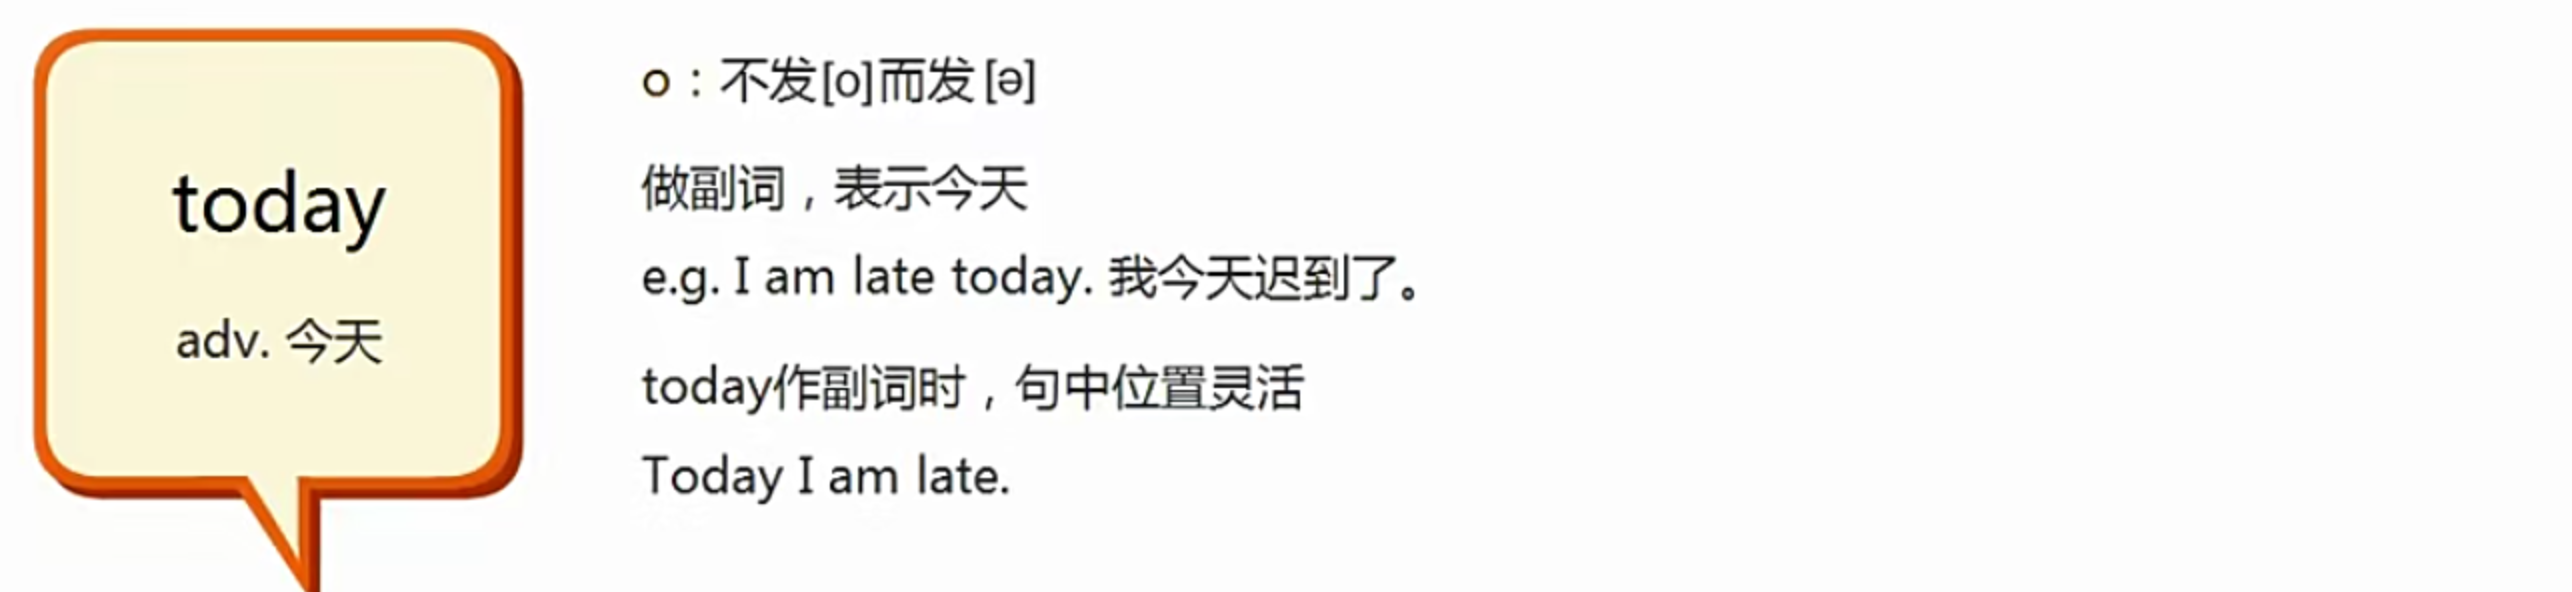 today
adv. 今天
o：不发[o]而发[ə]
做副词，表示今天
e.g. I am late today. 我今天迟到了。
today作副词时，句中位置灵活
Today I am late.